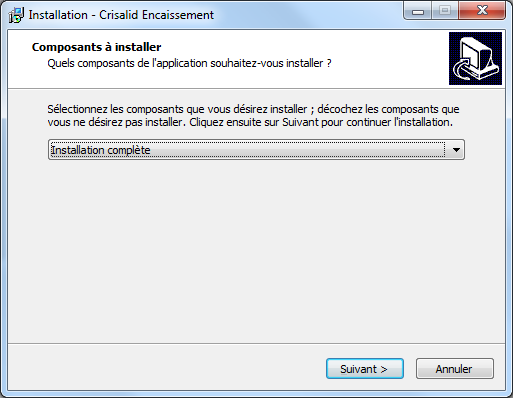 Installation - Crisalid Encaissement
Composants à installer
Quels composants de l'application souhaitez-vous installer ?
Sélectionnez les composants que vous désirez installer ; décochez les composants que
vous ne désirez pas installer. Cliquez ensuite sur Suivant pour continuer l'installation.
Installation complète
Suivant >
Annuler